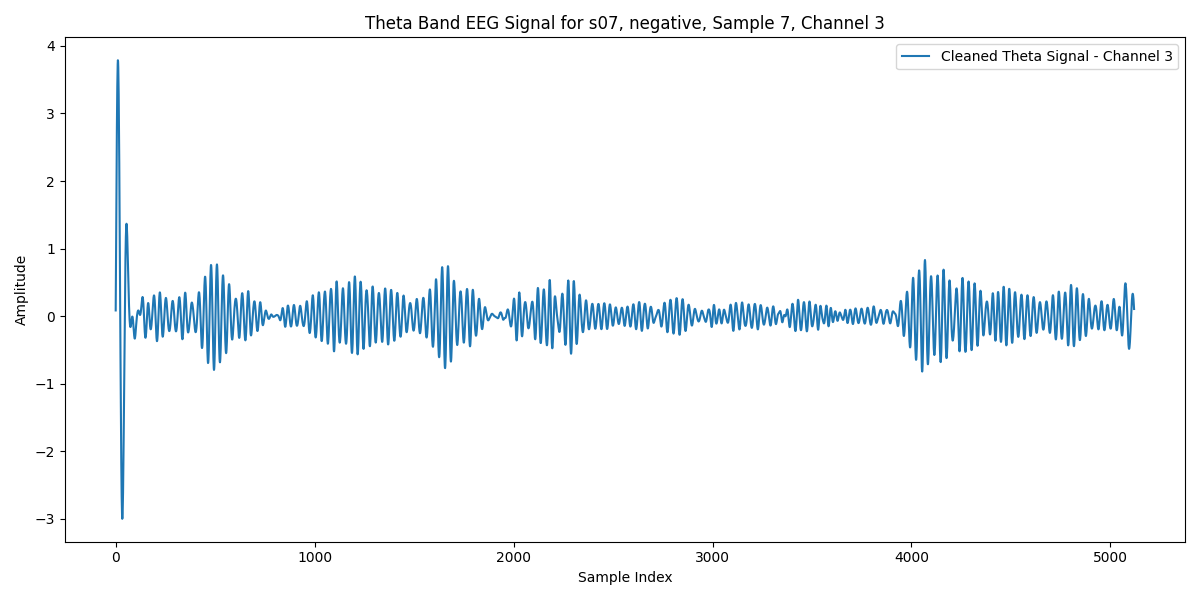 Theta Band EEG Signal for s07, negative, Sample 7, Channel 3
Cleaned Theta Signal - Channel 3
Amplitude
4
3
2
1
0
−1
−2
−3
0 1000 2000 3000 4000 5000
Sample Index